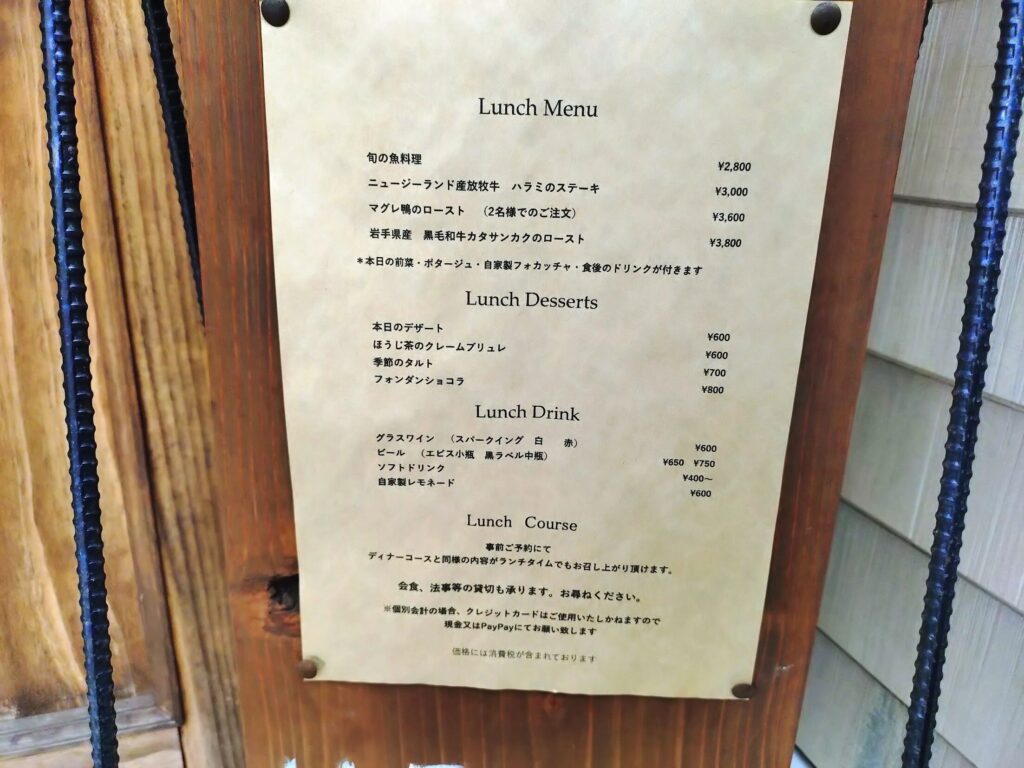 Lunch Menu
旬の魚料理 ¥2,800
ニュージーランド産放牧牛 ハラミのステーキ ¥3,000
マグレ鴨のロースト (2名様でのご注文) ¥3,600
岩手県産 黒毛和牛カタサンカクのロースト ¥3,800
*本日の前菜・ポタージュ・自家製フォカッチャ・食後のドリンクが付きます
Lunch Desserts
本日のデザート ¥600
ほうじ茶のクレームブリュレ ¥600
季節のタルト ¥700
フォンダンショコラ ¥800
Lunch Drink
グラスワイン (スパークイング 白 赤) ¥600
ビール (エビス小瓶 黒ラベル中瓶) ¥650 ¥750
ソフトドリンク ¥400〜
自家製レモネード ¥600
Lunch Course
事前ご予約にて
ディナーコースと同様の内容がランチタイムでもお召し上がり頂けます。
会食、法事等の貸切も承ります。お尋ねください。
※個別会計の場合、クレジットカードはご使用いたしかねますので
現金又はPayPayにてお願い致します
価格には消費税が含まれております